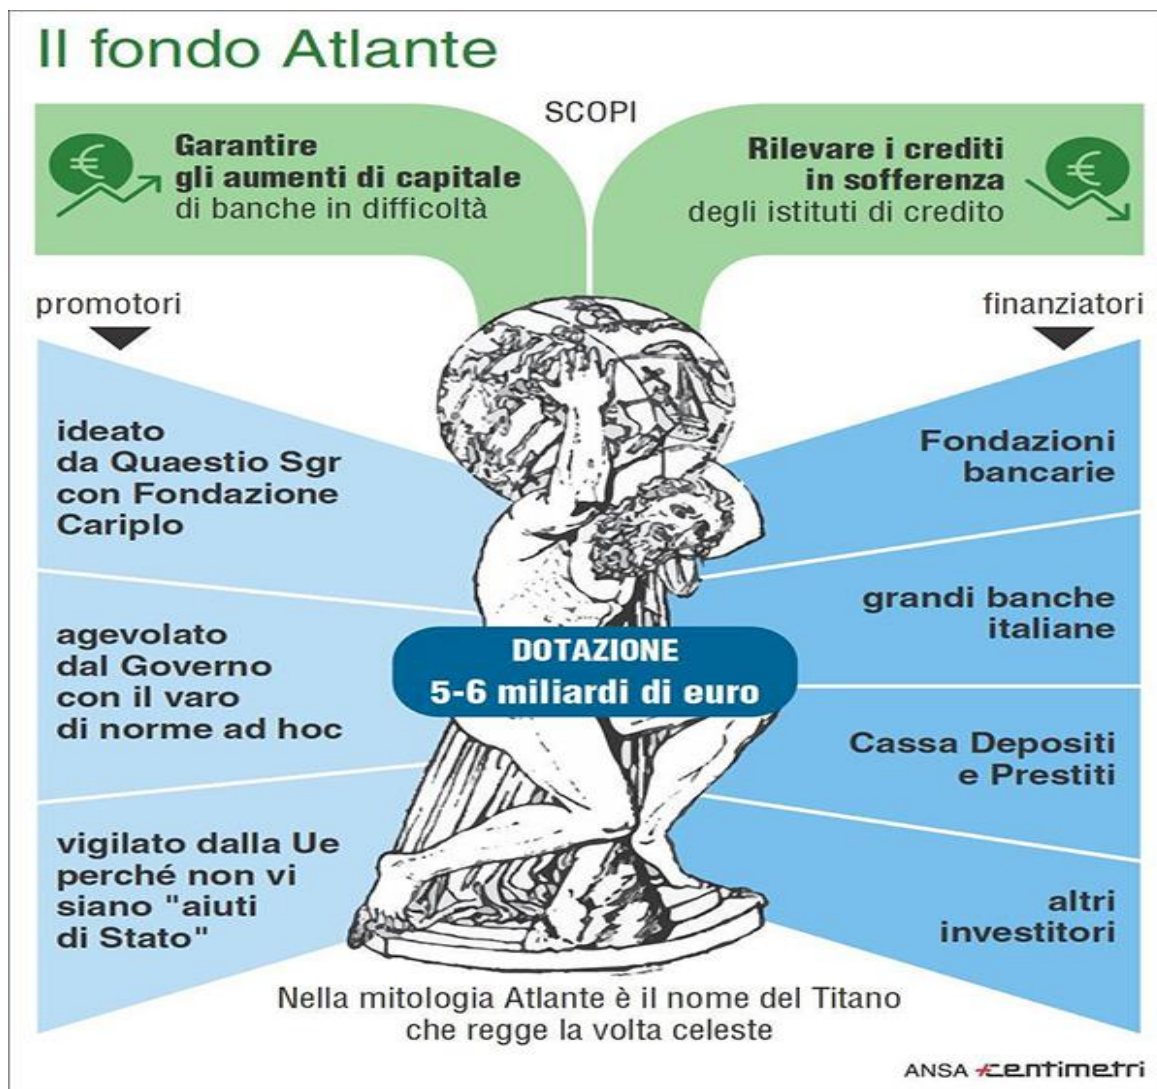 Il fondo Atlante
SCOPI
Garantire
gli aumenti di capitale
di banche in difficoltà
Rilevare i crediti
in sofferenza
degli istituti di credito
promotori
ideato
da Quaestio Sgr
con Fondazione
Cariplo
agevolato
dal Governo
con il varo
di norme ad hoc
vigilato dalla Ue
perché non vi
siano "aiuti
di Stato"
finanziatori
Fondazioni
bancarie
grandi banche
italiane
Cassa Depositi
e Prestiti
altri
investitori
DOTAZIONE
5-6 miliardi di euro
Nella mitologia Atlante è il nome del Titano
che regge la volta celeste
ANSA centimetri